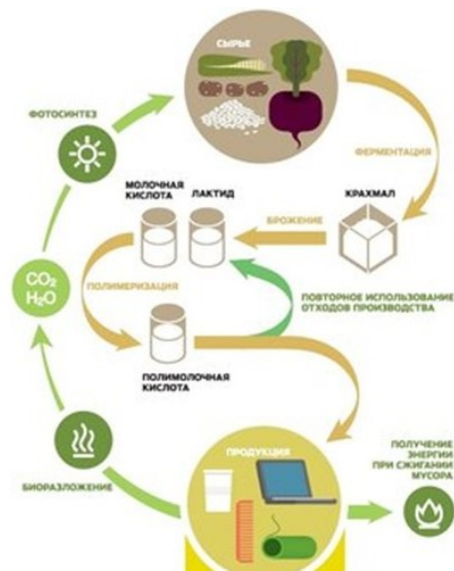 СЫРЬЕ
ФОТОСИНТЕЗ
ФЕРМЕНТАЦИЯ
МОЛОЧНАЯ
КИСЛОТА
ЛАКТИД
КРАХМАЛ
БРОЖЕНИЕ
CO2
H2O
ПОЛИМЕРИЗАЦИЯ
ПОВТОРНОЕ ИСПОЛЬЗОВАНИЕ
ОТХОДОВ ПРОИЗВОДСТВА
ПОЛИМОЛОЧНАЯ
КИСЛОТА
ПРОДУКЦИЯ
ПОЛУЧЕНИЕ
ЭНЕРГИИ
ПРИ СЖИГАНИИ
МУСОРА
БИОРАЗЛОЖЕНИЕ